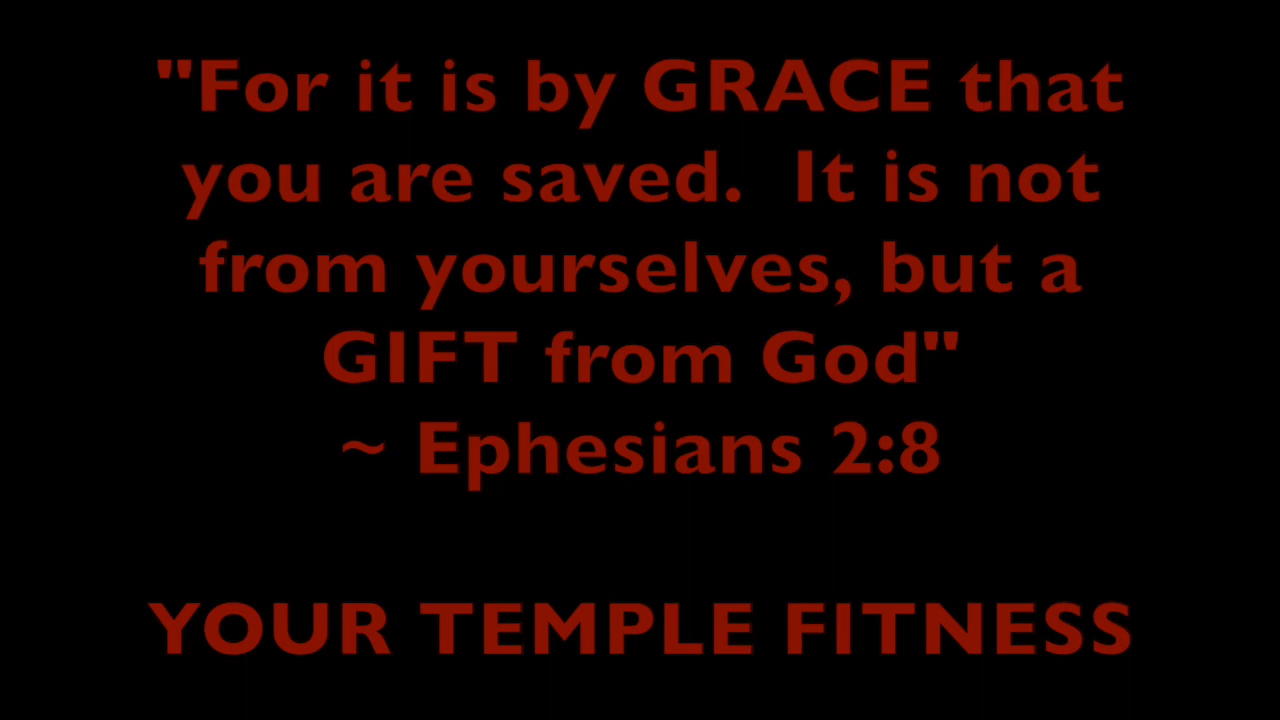 "For it is by GRACE that
you are saved.  It is not
from yourselves, but a
GIFT from God"
~ Ephesians 2:8
YOUR TEMPLE FITNESS